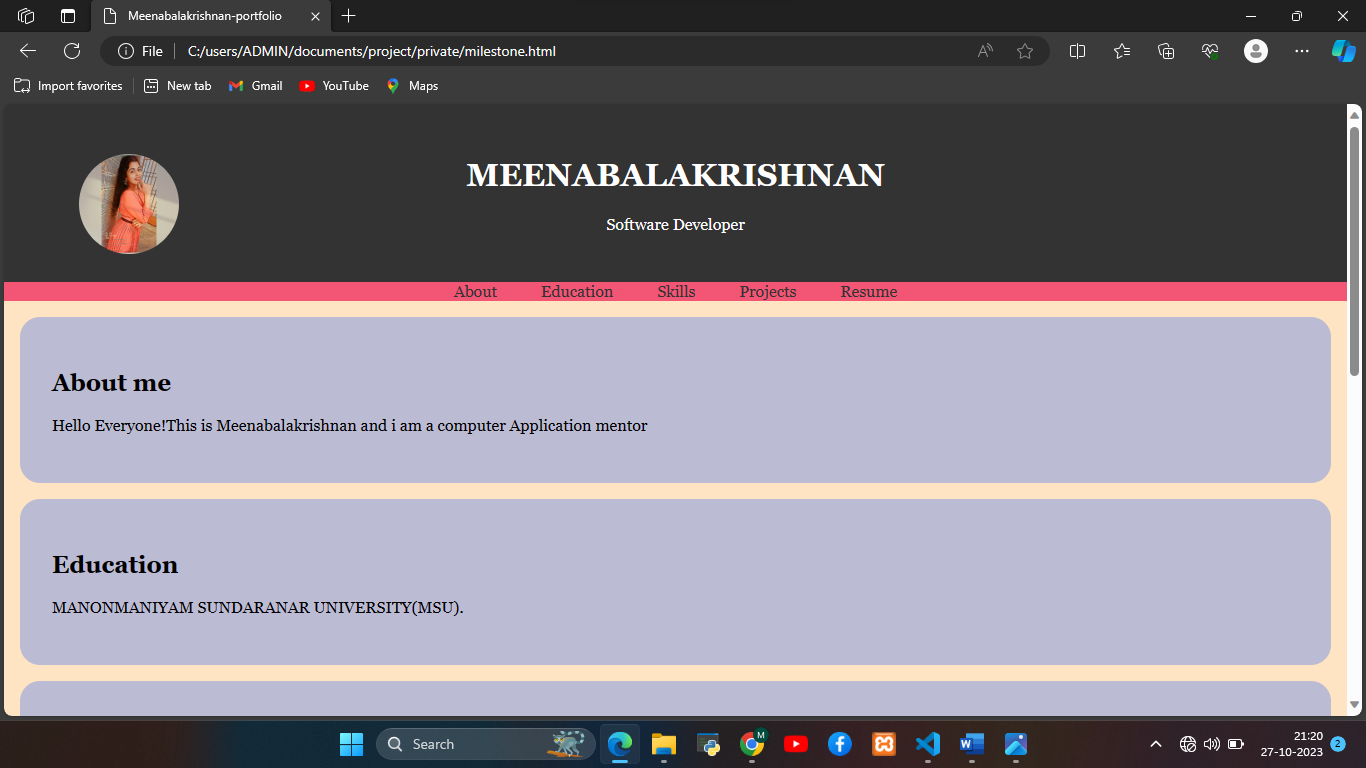 Meenabalakrishnan-portfolio
File C:/users/ADMIN/documents/project/private/milestone.html
Import favorites New tab Gmail YouTube Maps
MEENABALAKRISHNAN
Software Developer
About Education Skills Projects Resume
About me
Hello Everyone!This is Meenabalakrishnan and i am a computer Application mentor
Education
MANONMANIYAM SUNDARANAR UNIVERSITY(MSU).
Search M 21:20
27-10-2023 2